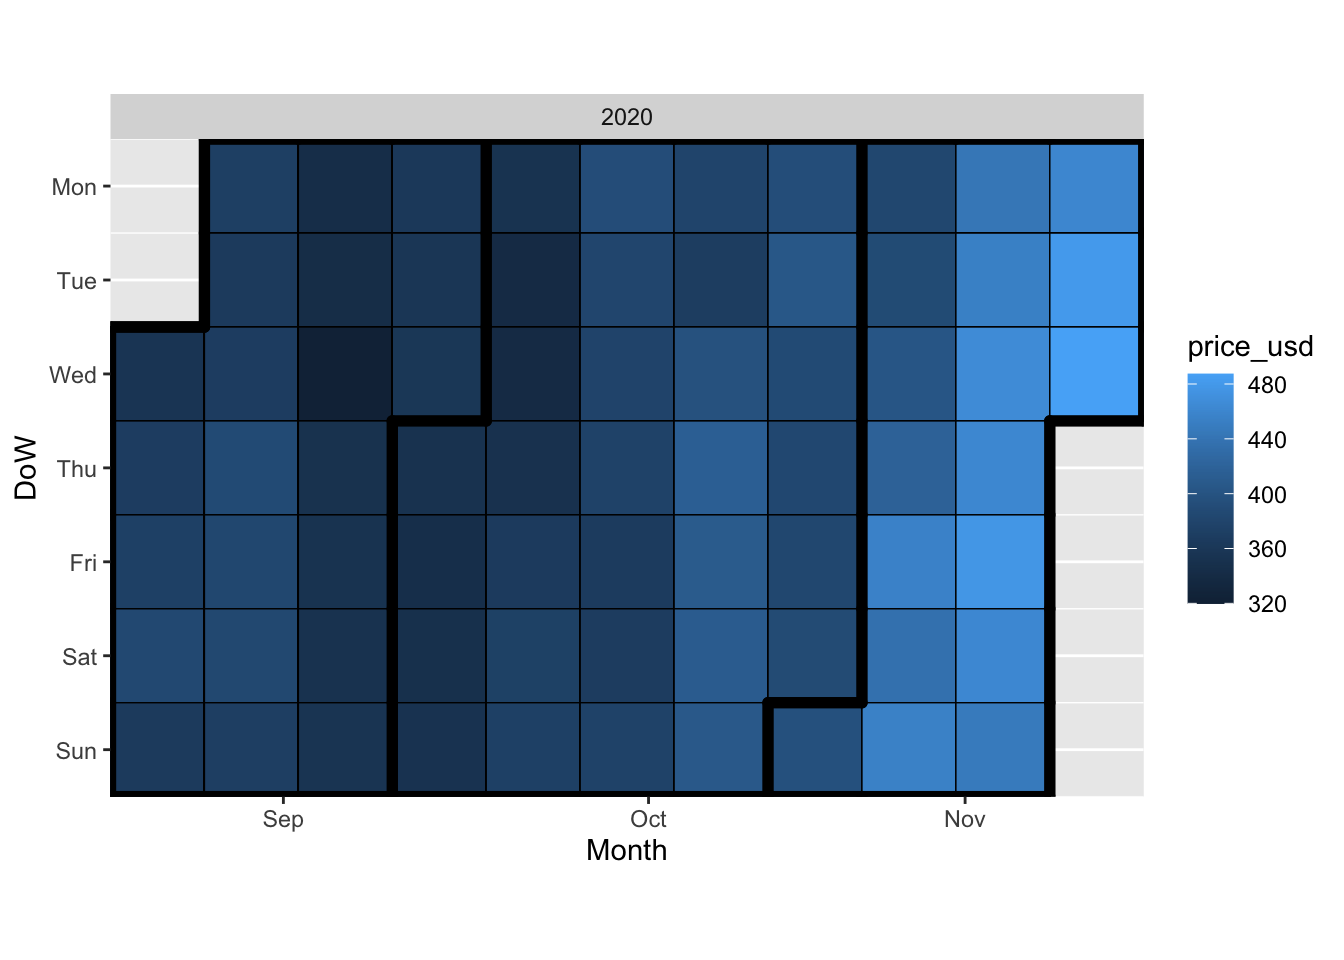 2020
Mon
Tue
Wed
Thu
Fri
Sat
Sun
DoW
Sep Oct Nov
Month
price_usd
480
440
400
360
320